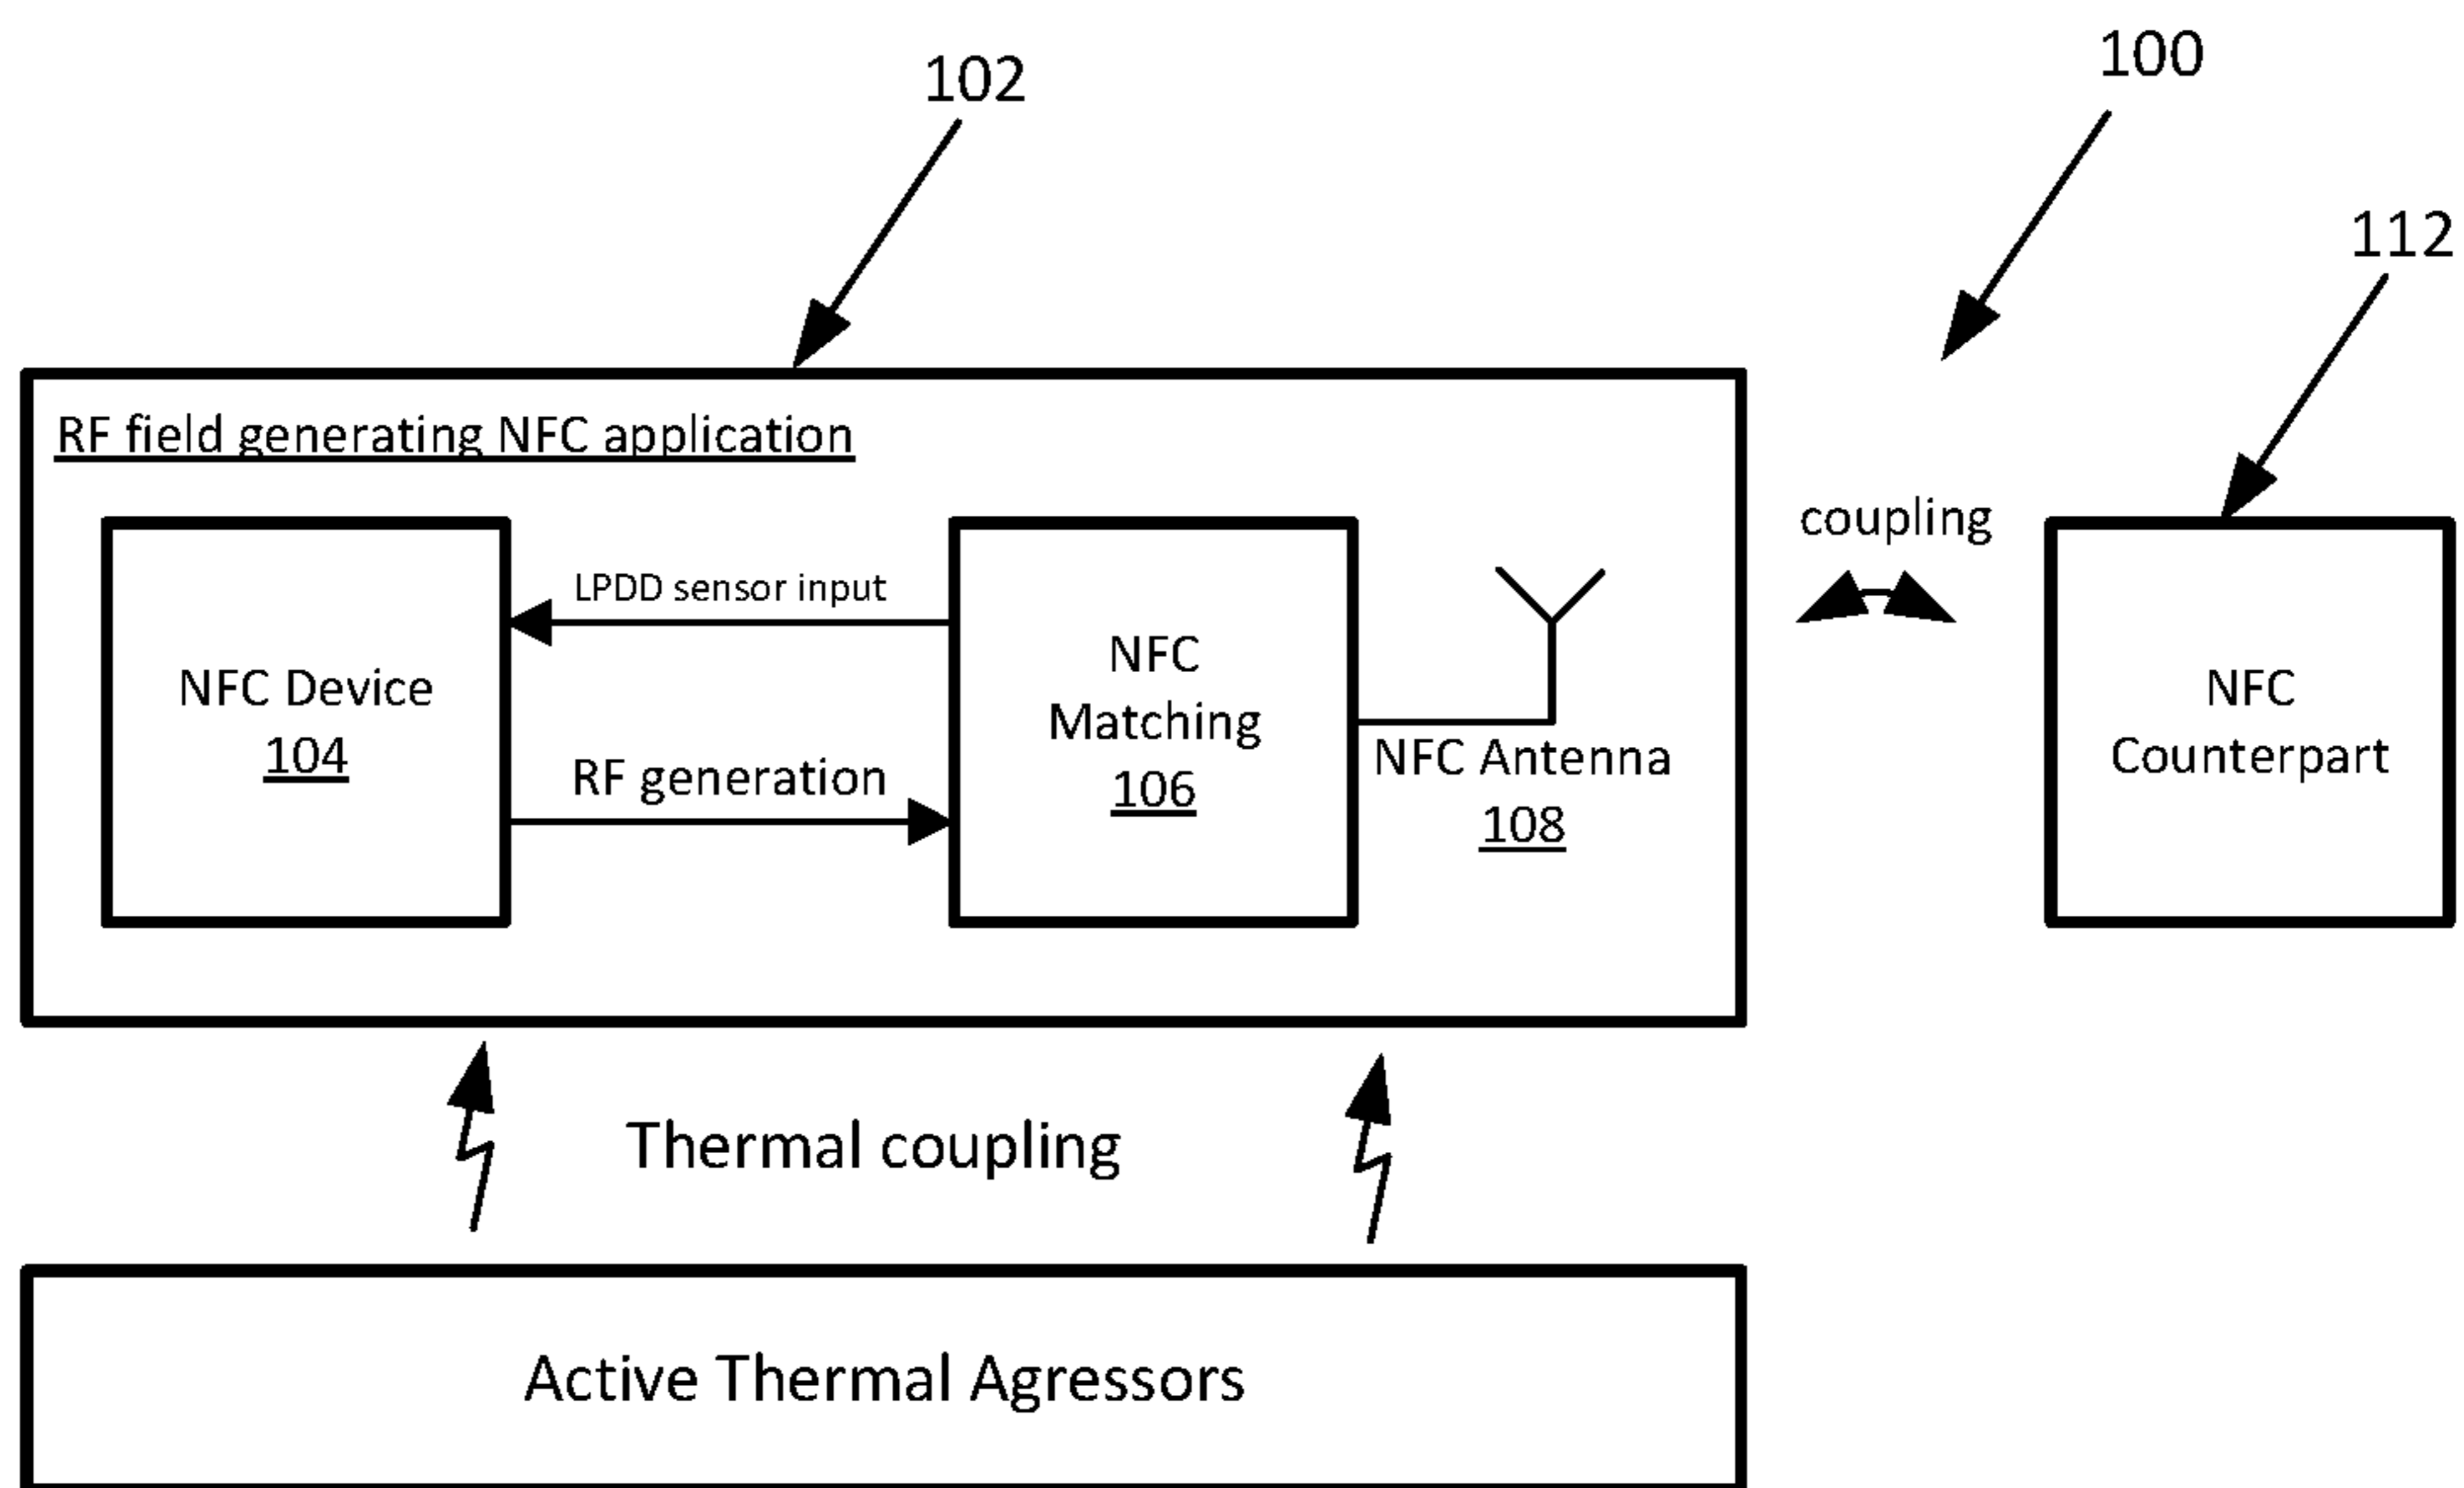 102
100
112
RF field generating NFC application
coupling
LPDD sensor input
NFC Device
104
RF generation
NFC
Matching
106
NFC Antenna
108
NFC
Counterpart
Thermal coupling
Active Thermal Agressors